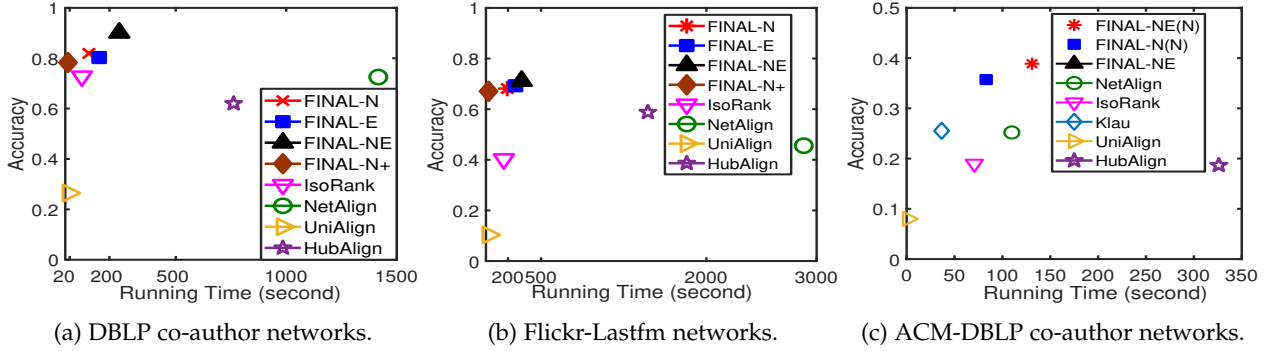 1
0.8
0.6
0.4
0.2
0
Accuracy
20
200
500
1000
1500
Running Time (second)
FINAL-N
FINAL-E
FINAL-NE
FINAL-N+
IsoRank
NetAlign
UniAlign
HubAlign
(a) DBLP co-author networks.
1
0.8
0.6
0.4
0.2
0
Accuracy
200
500
2000
3000
Running Time (second)
FINAL-N
FINAL-E
FINAL-NE
FINAL-N+
IsoRank
NetAlign
UniAlign
HubAlign
(b) Flickr-Lastfm networks.
0.5
0.4
0.3
0.2
0.1
0
Accuracy
0
50
100
150
200
250
300
350
Running Time (second)
FINAL-NE(N)
FINAL-N(N)
FINAL-NE
NetAlign
IsoRank
Klau
UniAlign
HubAlign
(c) ACM-DBLP co-author networks.